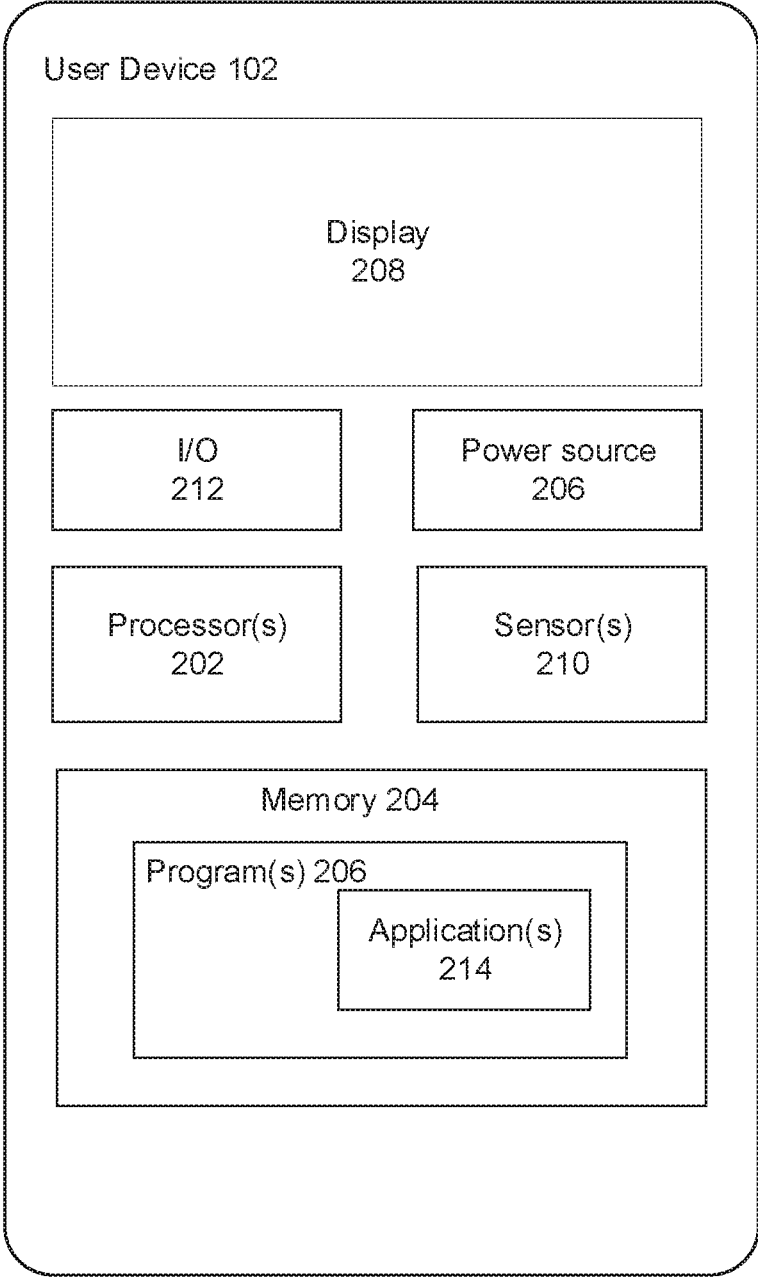 User Device 102
Display
208
I/O
212
Power source
206
Processor(s)
202
Sensor(s)
210
Memory 204
Program(s) 206
Application(s)
214